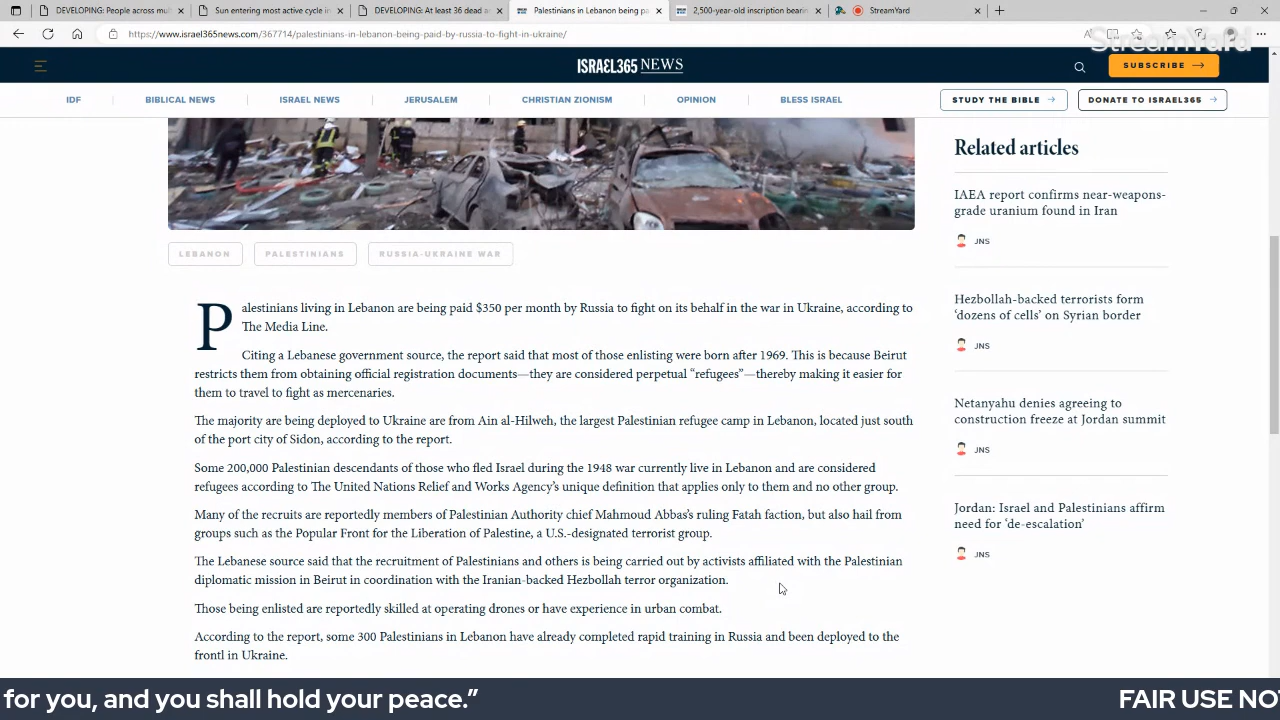 DEVELOPING: People across mul
Sun entering most active cycle in
DEVELOPING: At least 36 dead a
Palestinians in Lebanon being pa
2,500-year-old inscription bearin
StreamYard
https://www.israel365news.com/367714/palestinians-in-lebanon-being-paid-by-russia-to-fight-in-ukraine/
StreamYard
ISRAEL365 NEWS
SUBSCRIBE
IDF
BIBLICAL NEWS
ISRAEL NEWS
JERUSALEM
CHRISTIAN ZIONISM
OPINION
BLESS ISRAEL
STUDY THE BIBLE
DONATE TO ISRAEL365
LEBANON
PALESTINIANS
RUSSIA-UKRAINE WAR
Palestinians living in Lebanon are being paid $350 per month by Russia to fight on its behalf in the war in Ukraine, according to
The Media Line.
Citing a Lebanese government source, the report said that most of those enlisting were born after 1969. This is because Beirut
restricts them from obtaining official registration documents—they are considered perpetual “refugees”—thereby making it easier for
them to travel to fight as mercenaries.
The majority are being deployed to Ukraine are from Ain al-Hilweh, the largest Palestinian refugee camp in Lebanon, located just south
of the port city of Sidon, according to the report.
Some 200,000 Palestinian descendants of those who fled Israel during the 1948 war currently live in Lebanon and are considered
refugees according to The United Nations Relief and Works Agency’s unique definition that applies only to them and no other group.
Many of the recruits are reportedly members of Palestinian Authority chief Mahmoud Abbas’s ruling Fatah faction, but also hail from
groups such as the Popular Front for the Liberation of Palestine, a U.S.-designated terrorist group.
The Lebanese source said that the recruitment of Palestinians and others is being carried out by activists affiliated with the Palestinian
diplomatic mission in Beirut in coordination with the Iranian-backed Hezbollah terror organization.
Those being enlisted are reportedly skilled at operating drones or have experience in urban combat.
According to the report, some 300 Palestinians in Lebanon have already completed rapid training in Russia and been deployed to the
frontl in Ukraine.
Related articles
IAEA report confirms near-weapons-
grade uranium found in Iran
JNS
Hezbollah-backed terrorists form
‘dozens of cells’ on Syrian border
JNS
Netanyahu denies agreeing to
construction freeze at Jordan summit
JNS
Jordan: Israel and Palestinians affirm
need for ‘de-escalation’
JNS
for you, and you shall hold your peace.”
FAIR USE NO